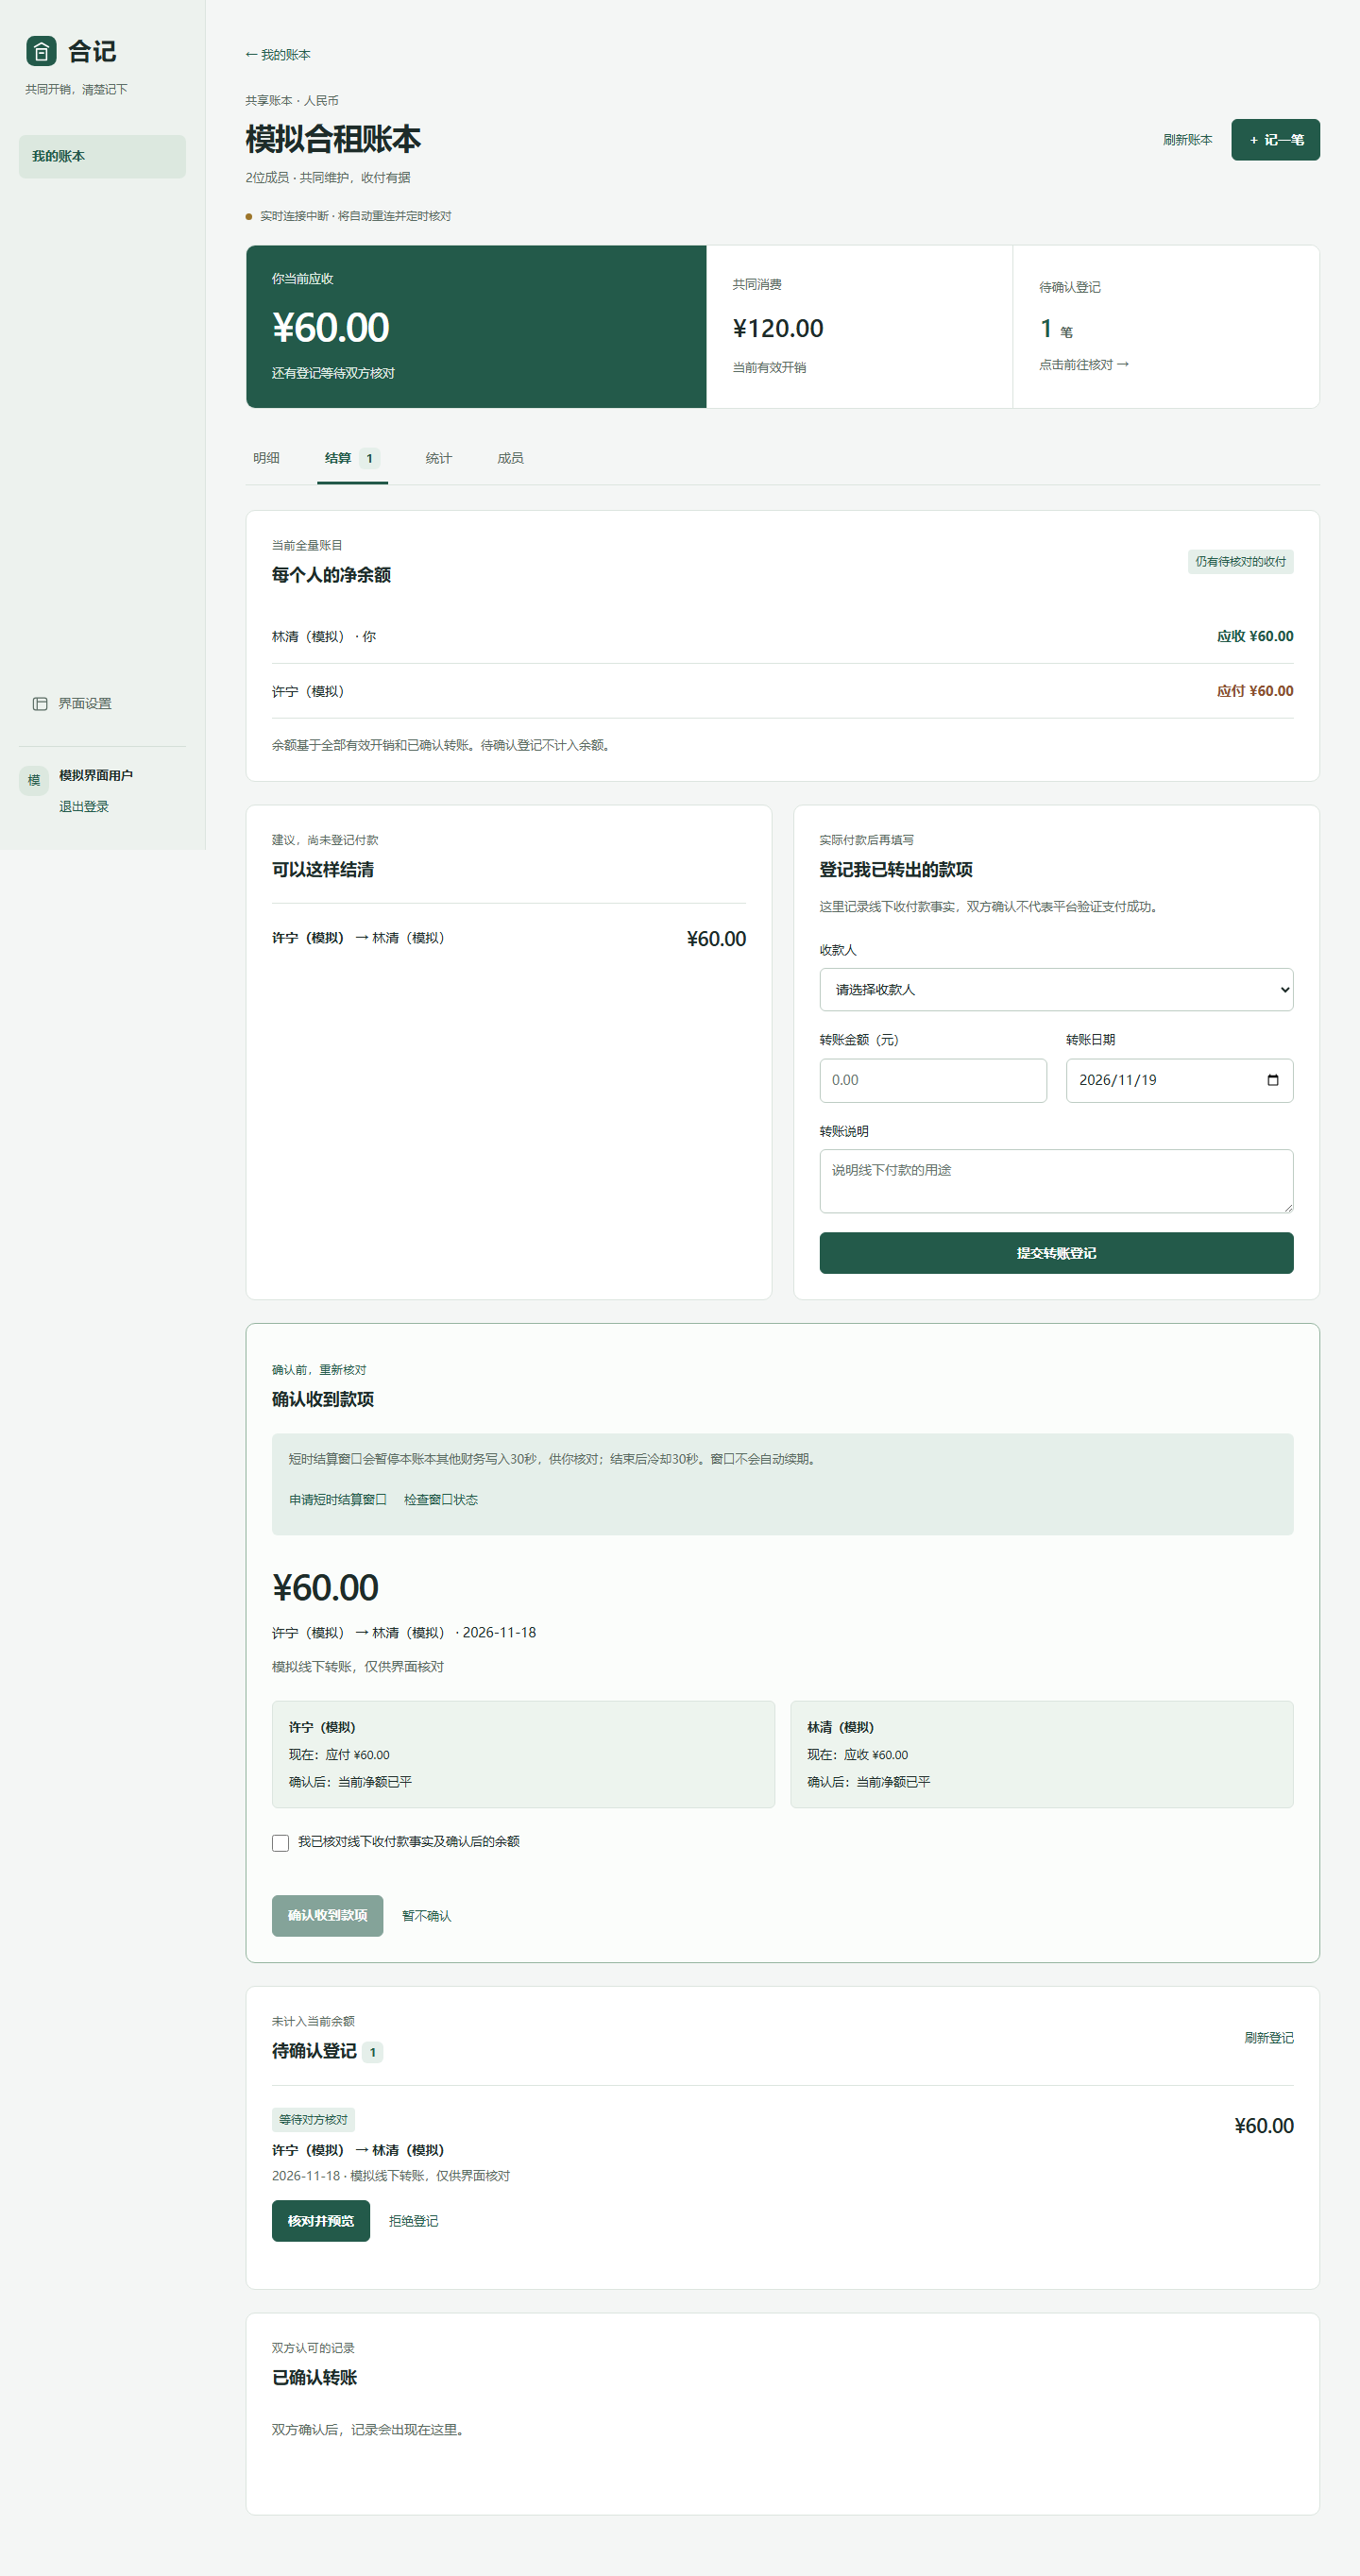 合记
共同开销，清楚记下
我的账本
界面设置
模
模拟界面用户
退出登录
← 我的账本
共享账本 · 人民币
模拟合租账本
2位成员 · 共同维护，收付有据
刷新账本
+ 记一笔
实时连接中断 · 将自动重连并定时核对
你当前应收
¥60.00
还有登记等待双方核对
共同消费
¥120.00
当前有效开销
待确认登记
1 笔
点击前往核对 →
明细
结算 1
统计
成员
当前全量账目
每个人的净余额
仍有待核对的收付
林清（模拟） · 你
应收 ¥60.00
许宁（模拟）
应付 ¥60.00
余额基于全部有效开销和已确认转账。待确认登记不计入余额。
建议，尚未登记付款
可以这样结清
许宁（模拟） → 林清（模拟）
¥60.00
实际付款后再填写
登记我已转出的款项
这里记录线下收付款事实，双方确认不代表平台验证支付成功。
收款人
请选择收款人
转账金额（元）
转账日期
0.00
2026/11/19
转账说明
说明线下付款的用途
提交转账登记
确认前，重新核对
确认收到款项
短时结算窗口会暂停本账本其他财务写入30秒，供你核对；结束后冷却30秒。窗口不会自动续期。
申请短时结算窗口
检查窗口状态
¥60.00
许宁（模拟） → 林清（模拟） · 2026-11-18
模拟线下转账，仅供界面核对
许宁（模拟）
现在：应付 ¥60.00
确认后：当前净额已平
林清（模拟）
现在：应收 ¥60.00
确认后：当前净额已平
我已核对线下收付款事实及确认后的余额
确认收到款项
暂不确认
未计入当前余额
待确认登记 1
刷新登记
等待对方核对
许宁（模拟） → 林清（模拟）
¥60.00
2026-11-18 · 模拟线下转账，仅供界面核对
核对并预览
拒绝登记
双方认可的记录
已确认转账
双方确认后，记录会出现在这里。